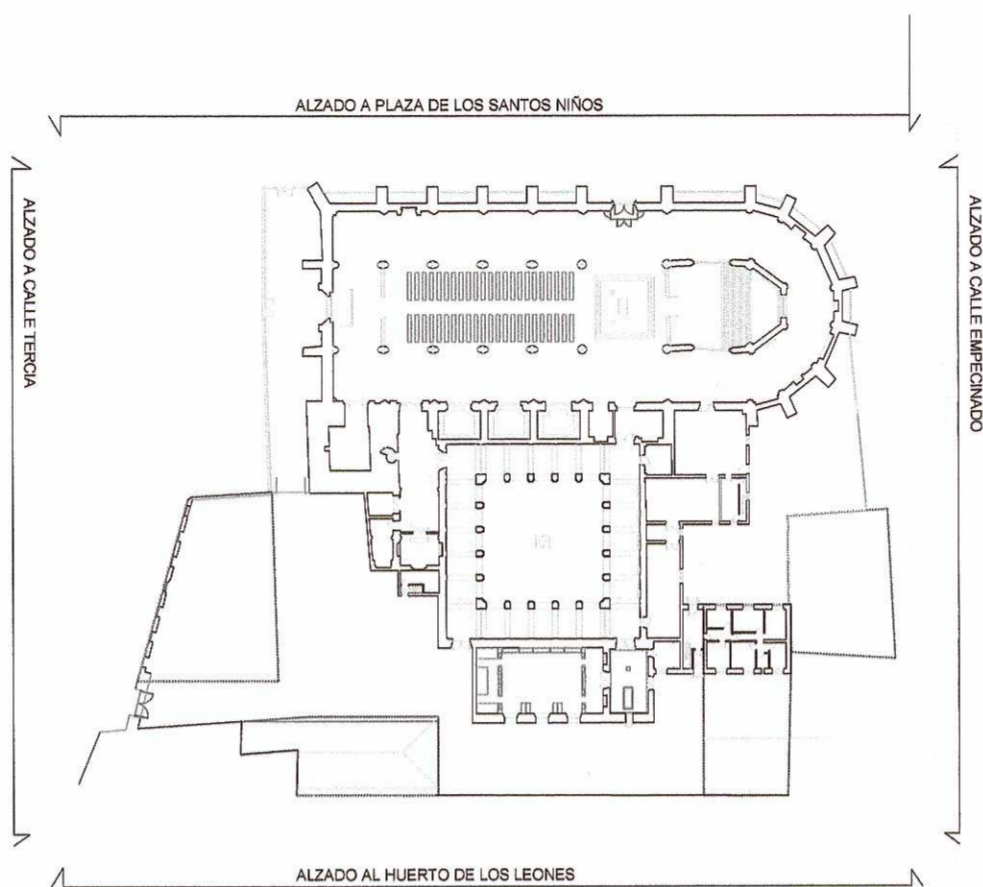 ALZADO A PLAZA DE LOS SANTOS NIÑOS
ALZADO A CALLE TERCIA
ALZADO A CALLE EMPECINADO
ALZADO AL HUERTO DE LOS LEONES